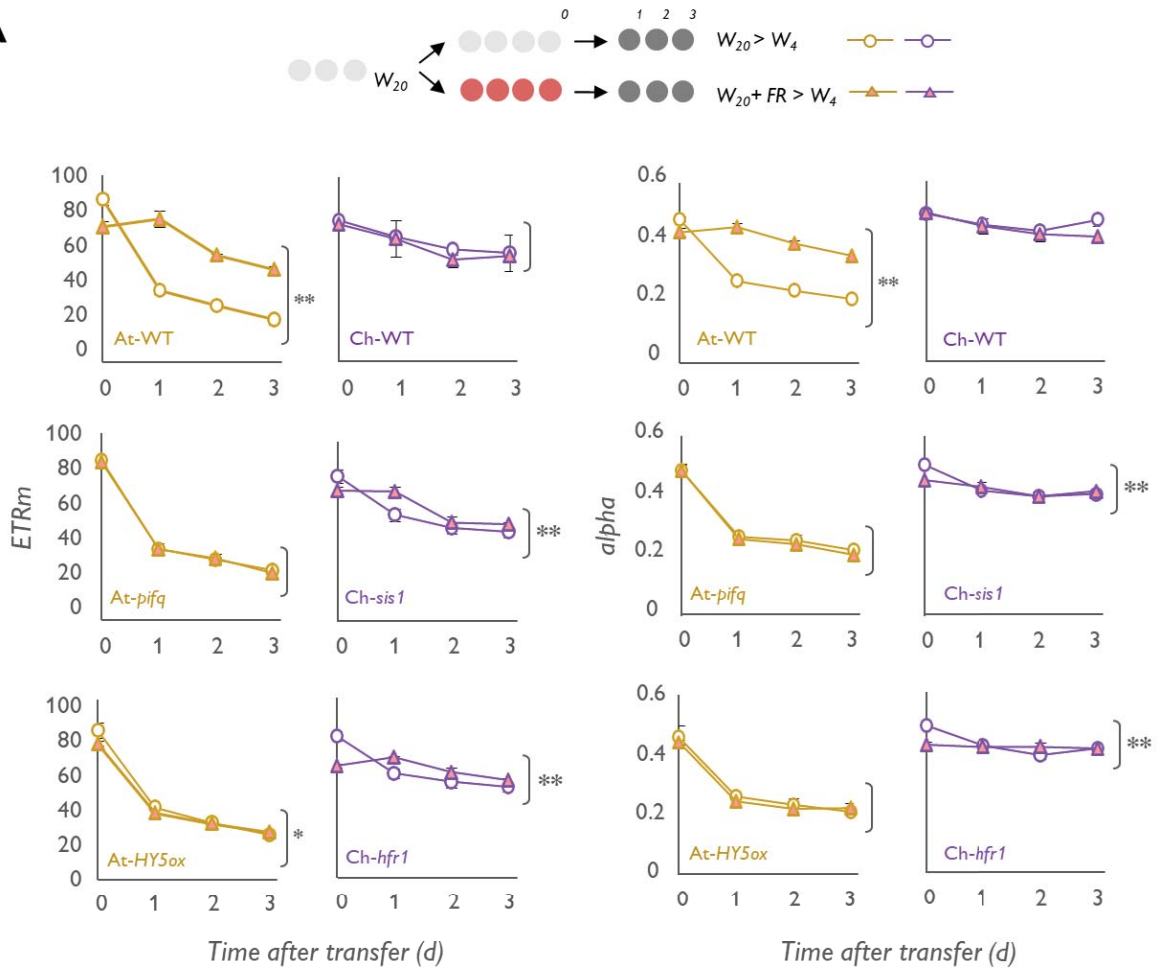 A
0
1 2 3
W20 > W4
W20
W20 + FR > W4
100
80
60
40
20
0
**
At-WT
0 1 2 3
Ch-WT
0 1 2 3
0.6
0.4
0.2
0
**
At-WT
0 1 2 3
Ch-WT
0 1 2 3
ETRm
100
80
60
40
20
0
At-pifq
0 1 2 3
**
Ch-sis1
0 1 2 3
alpha
0.6
0.4
0.2
0
At-pifq
0 1 2 3
**
Ch-sis1
0 1 2 3
100
80
60
40
20
0
*
At-HY5ox
0 1 2 3
**
Ch-hfr1
0 1 2 3
0.6
0.4
0.2
0
At-HY5ox
0 1 2 3
**
Ch-hfr1
0 1 2 3
Time after transfer (d)
Time after transfer (d)